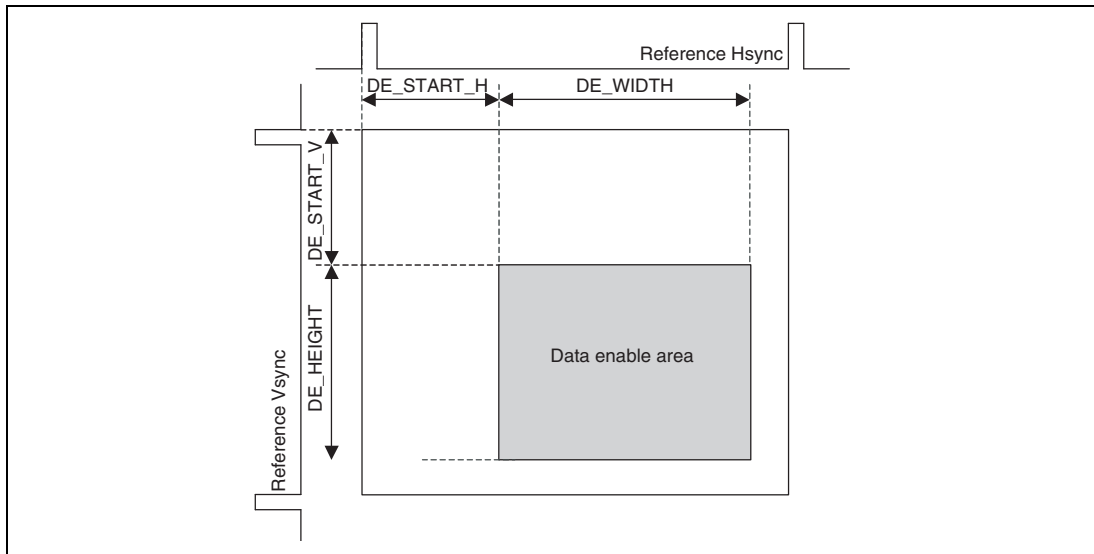 Reference Hsync
DE_START_H
DE_WIDTH
DE_START_V
DE_HEIGHT
Data enable area
Reference Vsync